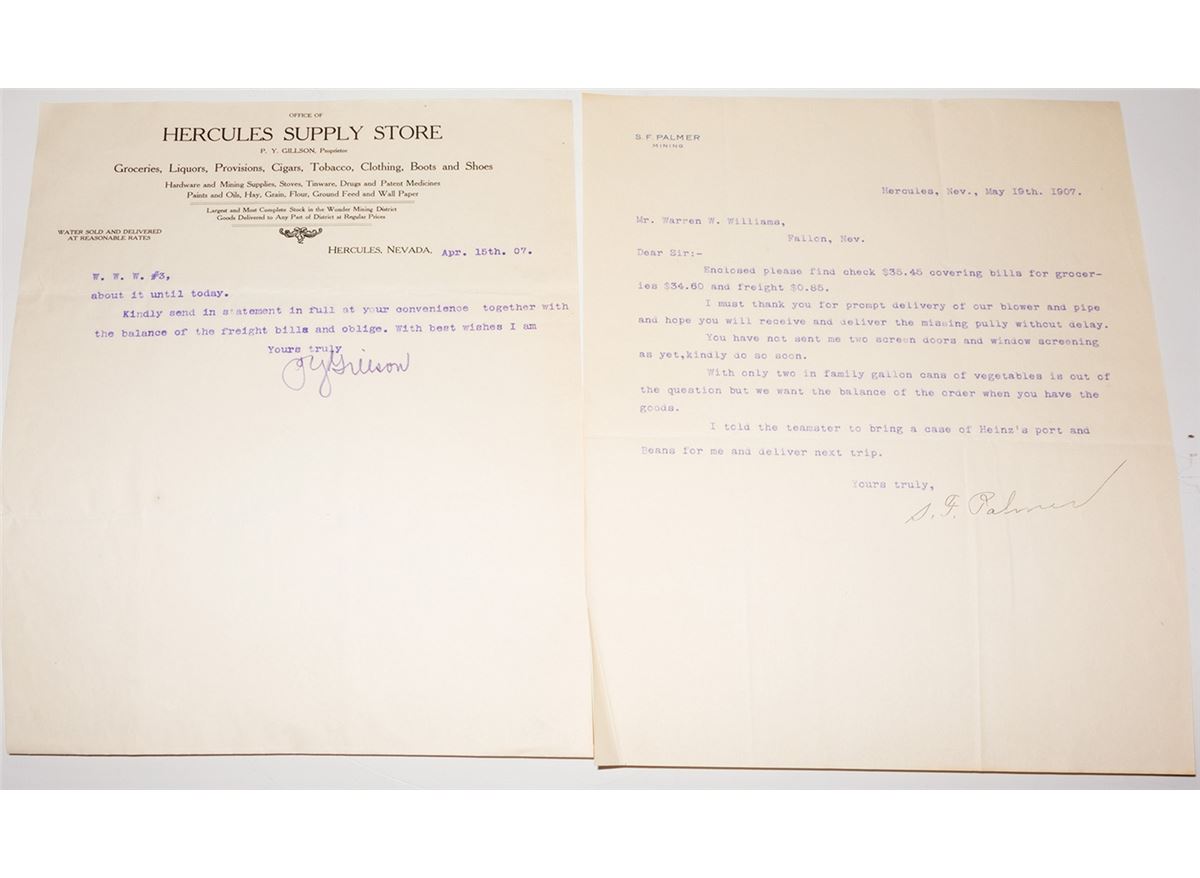 OFFICE OF
HERCULES SUPPLY STORE
P. Y. GILLSON, Proprietor
Groceries, Liquors, Provisions, Cigars, Tobacco, Clothing, Boots and Shoes
Hardware and Mining Supplies, Stoves, Tinware, Drugs and Patent Medicines
Paints and Oils, Hay, Grain, Flour, Ground Feed and Wall Paper
Largest and Most Complete Stock in the Wonder Mining District
Goods Delivered to Any Part of District at Regular Prices
WATER SOLD AND DELIVERED
AT REASONABLE RATES
HERCULES, NEVADA, Apr. 15th. 07.
W. W. W. #3,
about it until today.
Kindly send in statement in full at your convenience together with
the balance of the freight bills and oblige. With best wishes I am
Yours truly
P Y Gillson
S. F. PALMER
MINING
Hercules, Nev., May 19th. 1907.
Mr. Warren W. Williams,
Fallon, Nev.
Dear Sir:-
Enclosed please find check $35.45 covering bills for grocer-
ies $34.60 and freight $0.85.
I must thank you for prompt delivery of our blower and pipe
and hope you will receive and deliver the missing pully without delay.
You have not sent me two screen doors and window screening
as yet,kindly do so soon.
With only two in family gallon cans of vegetables is out of
the question but we want the balance of the order when you have the
goods.
I told the teamster to bring a case of Heinz's port and
Beans for me and deliver next trip.
Yours truly,
S. F. Palmer